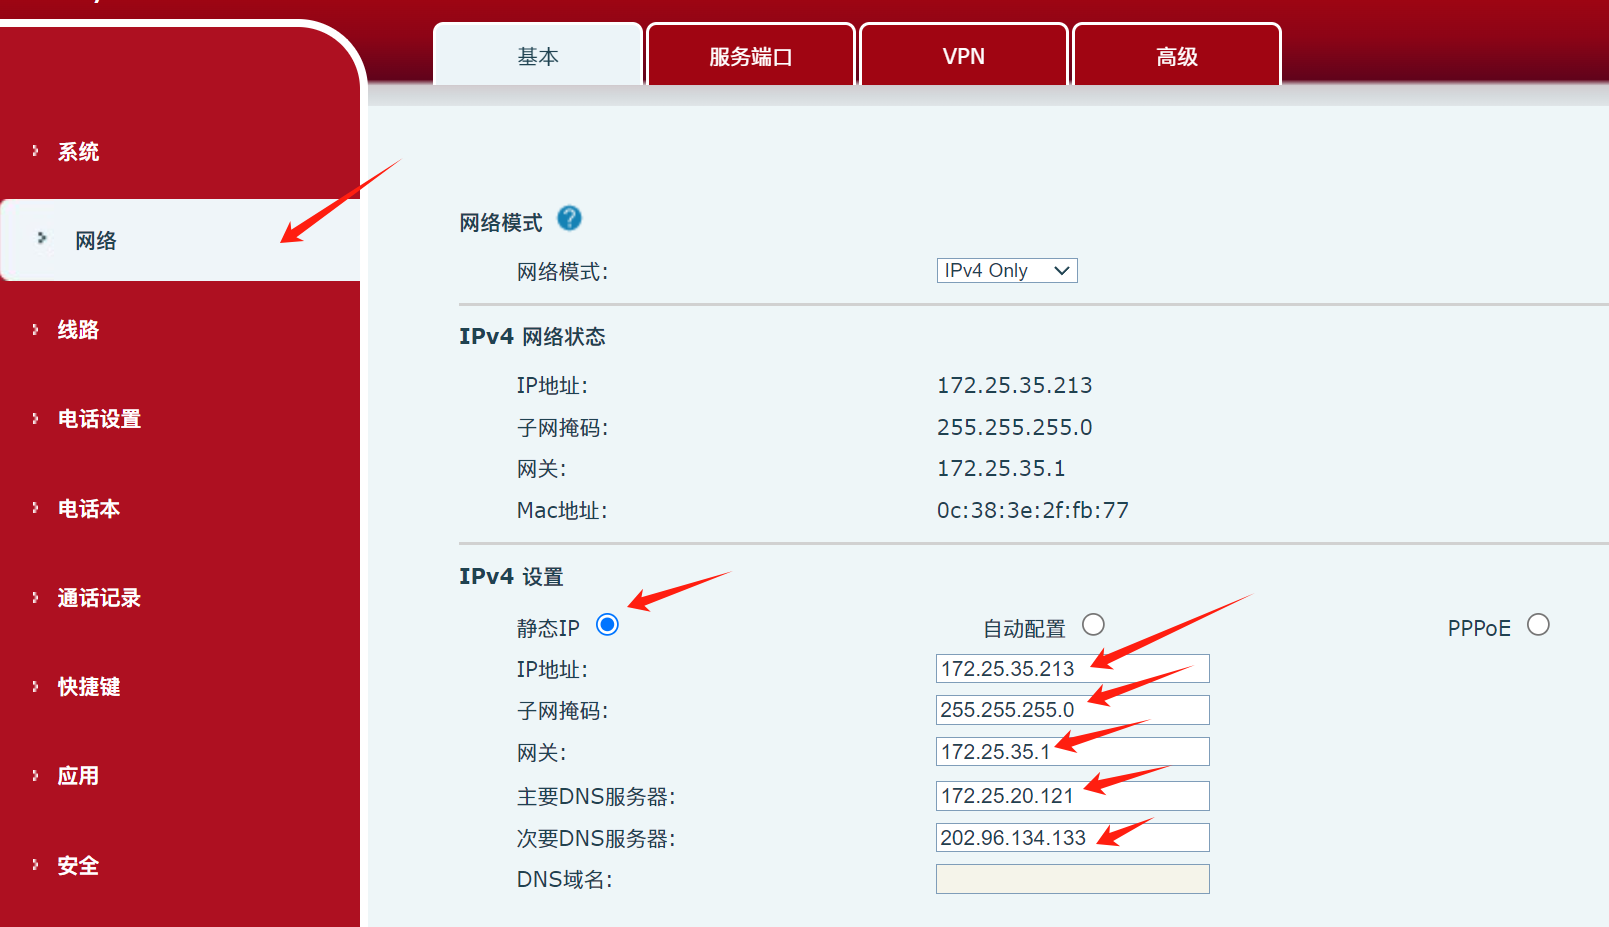 基本
服务端口
VPN
高级
系统
网络
线路
电话设置
电话本
通话记录
快捷键
应用
安全
网络模式
网络模式:
IPv4 Only
IPv4 网络状态
IP地址:
172.25.35.213
子网掩码:
255.255.255.0
网关:
172.25.35.1
Mac地址:
0c:38:3e:2f:fb:77
IPv4 设置
静态IP
自动配置
PPPoE
IP地址:
172.25.35.213
子网掩码:
255.255.255.0
网关:
172.25.35.1
主要DNS服务器:
172.25.20.121
次要DNS服务器:
202.96.134.133
DNS域名: